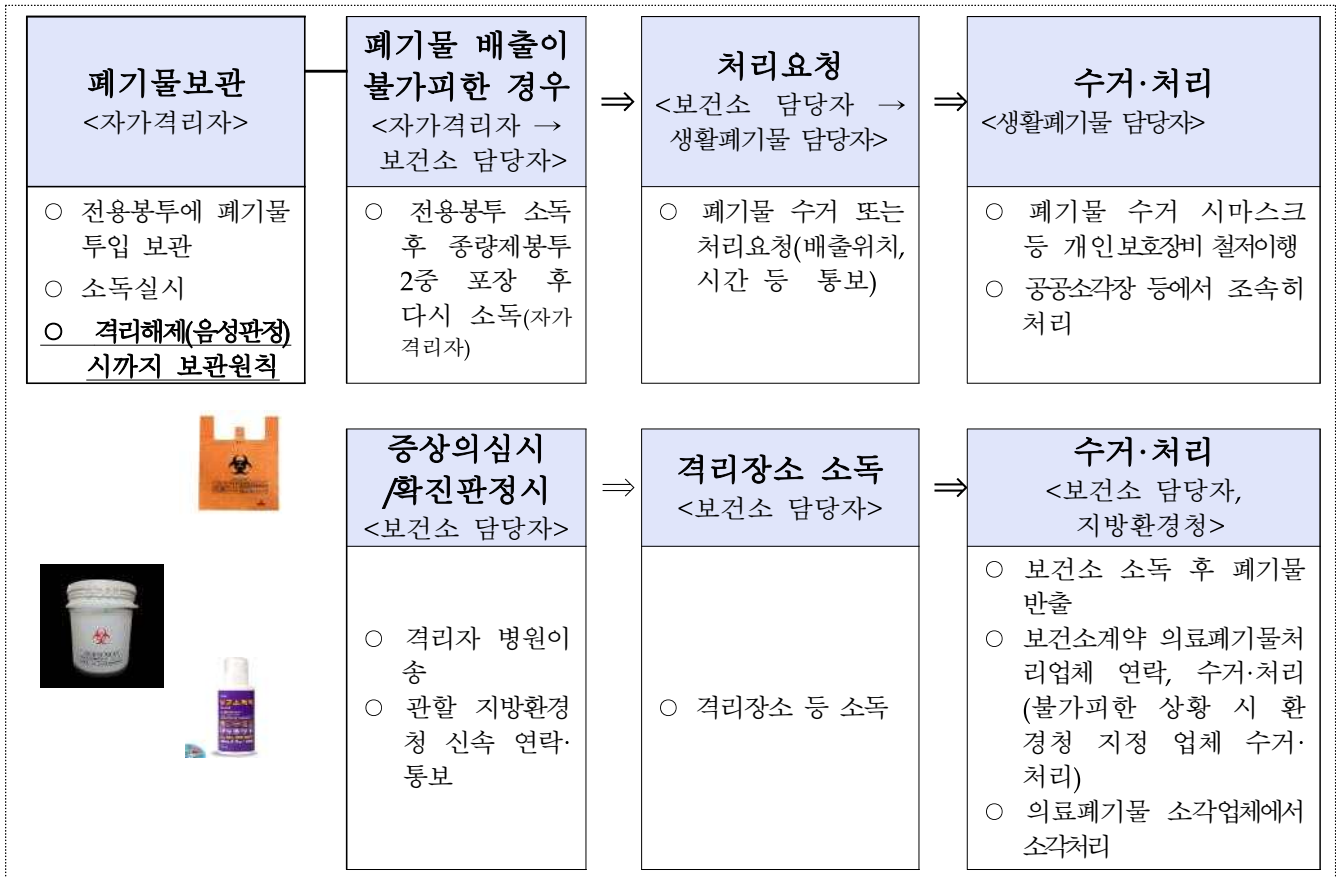 폐기물보관
<자가격리자>
○ 전용봉투에 폐기물
투입 보관
○ 소독실시
○ 격리해제(음성판정)
시까지 보관원칙
폐기물 배출이
불가피한 경우
<자가격리자 →
보건소 담당자>
○ 전용봉투 소독
후 종량제봉투
2중 포장 후
다시 소독(자가
격리자)
⇒
처리요청
<보건소 담당자 →
생활폐기물 담당자>
○ 폐기물 수거 또는
처리요청(배출위치,
시간 등 통보)
⇒
수거·처리
<생활폐기물 담당자>
○ 폐기물 수거 시마스크
등 개인보호장비 철저이행
○ 공공소각장 등에서 조속히
처리
증상의심시
/확진판정시
<보건소 담당자>
○ 격리자 병원이
송
○ 관할 지방환경
청 신속 연락·
통보
⇒
격리장소 소독
<보건소 담당자>
○ 격리장소 등 소독
⇒
수거·처리
<보건소 담당자,
지방환경청>
○ 보건소 소독 후 폐기물
반출
○ 보건소계약 의료폐기물처
리업체 연락, 수거·처리
(불가피한 상황 시 환
경청 지정 업체 수거·
처리)
○ 의료폐기물 소각업체에서
소각처리